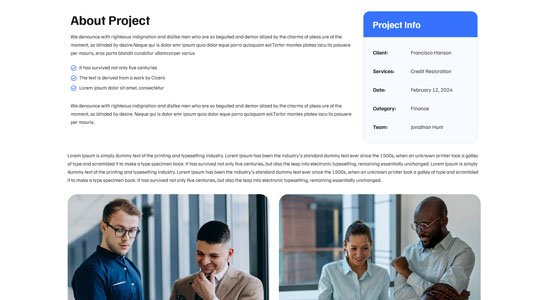 About Project
We denounce with righteous indignation and dislike men who are so beguiled and demor alized by the charms of pleas ure of the
moment, so blinded by desire.Neque qui is dolor emr ipsum quis dolor eque porro quisquam est.Tortor montes platea iacu lis posuere
per mauris, eros porta blandit curabitur ullamcorper varius
It has survived not only five centuries
The text is derived from a work by Cicero
Lorem ipsum dolor sit amet, consectetur
We denounce with righteous indignation and dislike men who are so beguiled and demor alized by the charms of pleas ure of the
moment, so blinded by desire. Neque qui is dolor emr ipsum quis dolor eque porro quisquam est.Tortor montes platea iacu lis posuere
per mauris.
Project Info
Client: Francisco Hanson
Services: Credit Restoration
Date: February 12, 2024
Category: Finance
Team: Jonathan Hunt
Lorem Ipsum is simply dummy text of the printing and typesetting industry. Lorem Ipsum has been the industry's standard dummy text ever since the 1500s, when an unknown printer took a galley
of type and scrambled it to make a type specimen book. It has survived not only five centuries, but also the leap into electronic typesetting, remaining essentially unchanged. Lorem Ipsum is simply
dummy text of the printing and typesetting industry. Lorem Ipsum has been the industry's standard dummy text ever since the 1500s, when an unknown printer took a galley of type and scrambled
it to make a type specimen book. It has survived not only five centuries, but also the leap into electronic typesetting, remaining essentially unchanged.